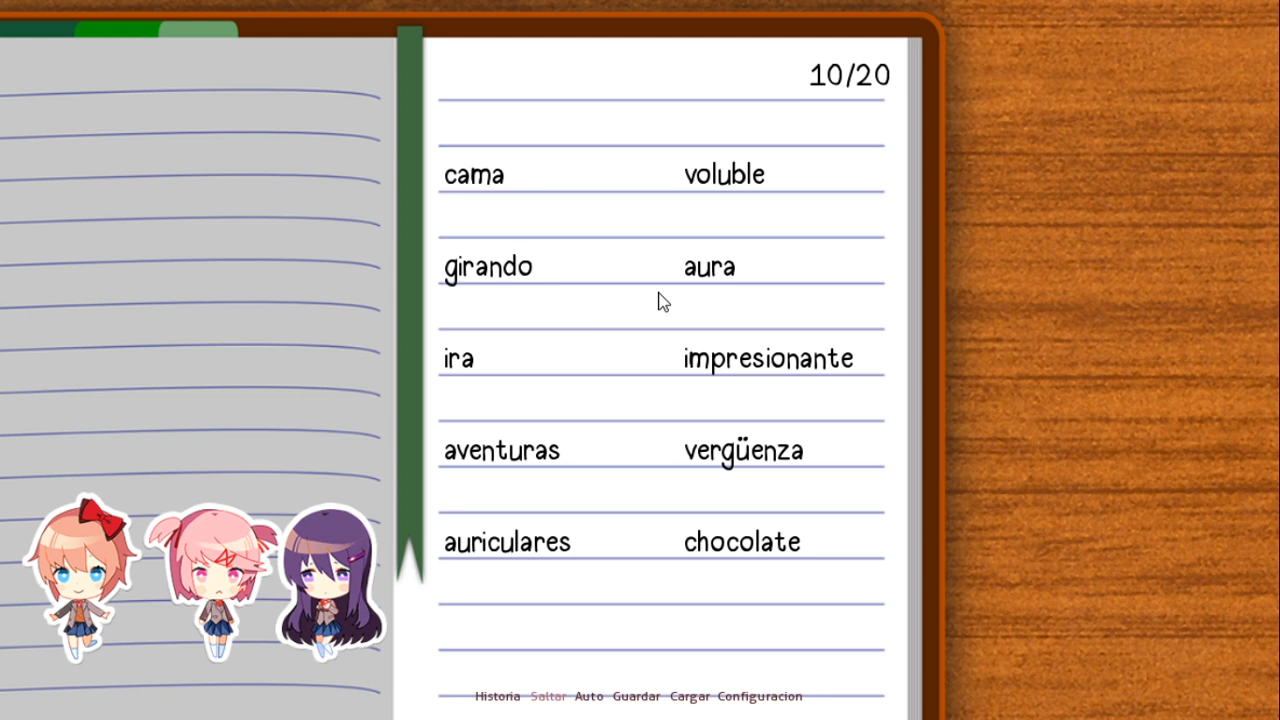 10/20
cama voluble
girando aura
ira impresionante
aventuras vergüenza
auriculares chocolate
Historia Saltar Auto Guardar Cargar Configuracion